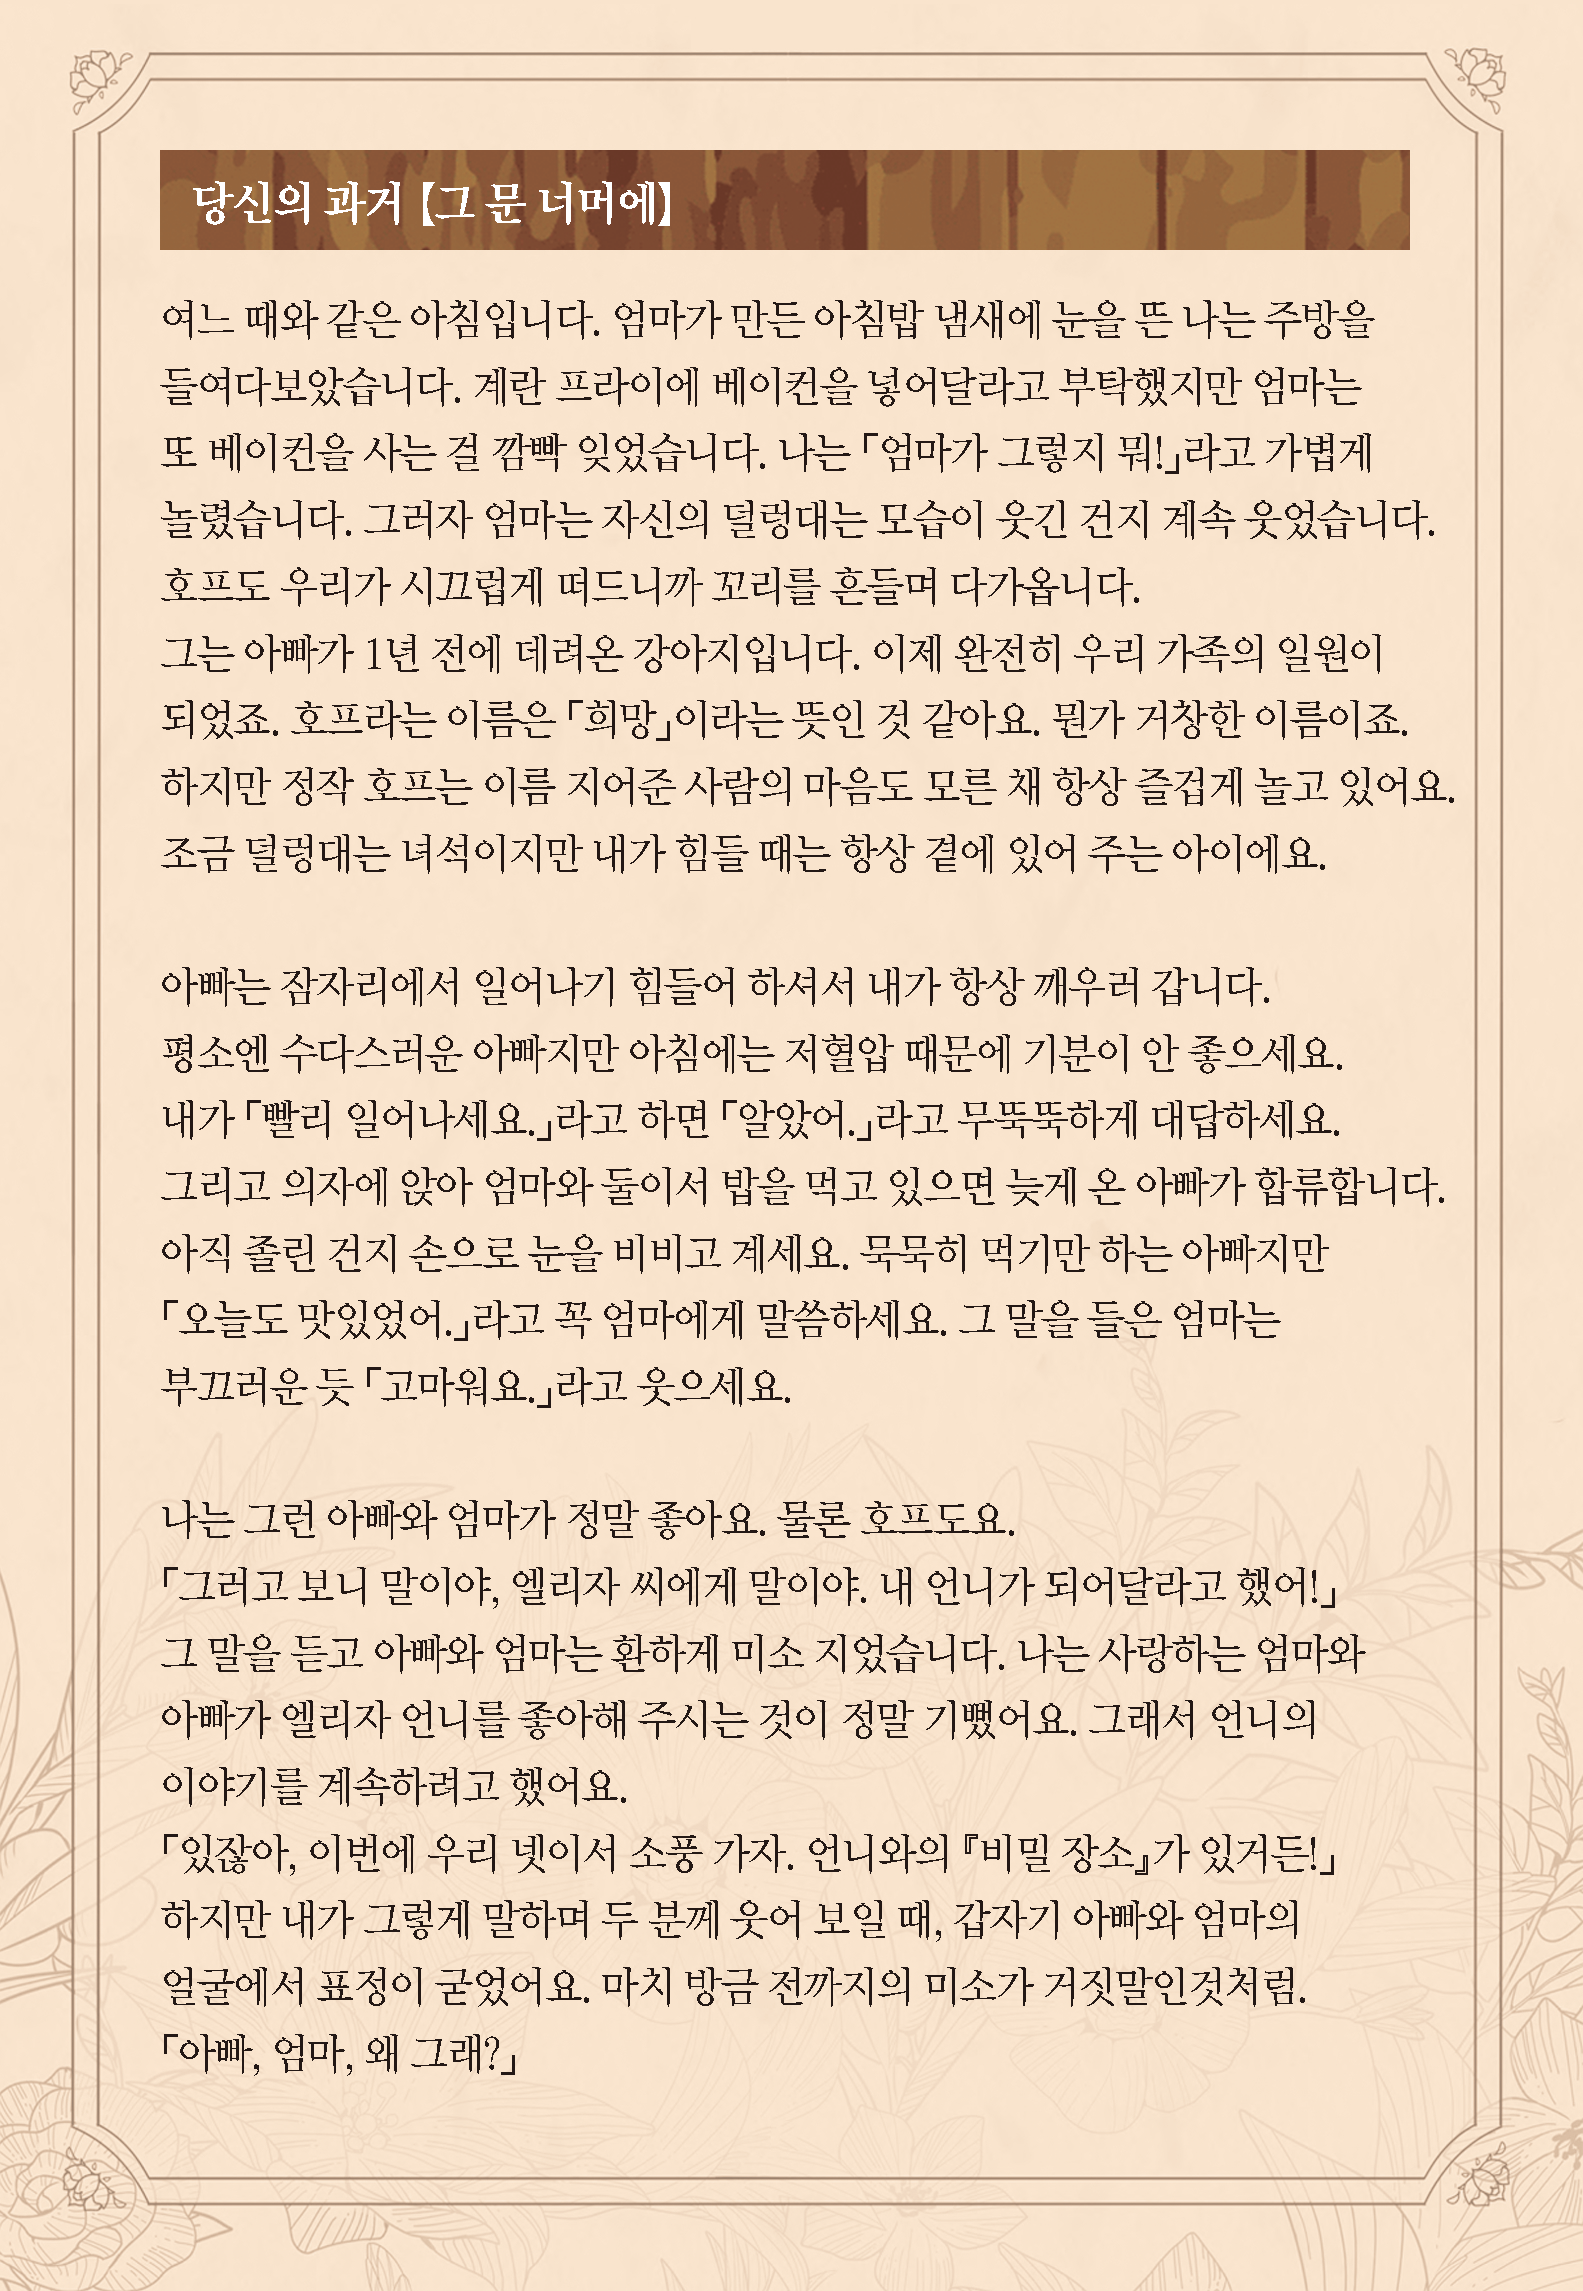 당신의 과거 【그 문 너머에】
여느 때와 같은 아침입니다. 엄마가 만든 아침밥 냄새에 눈을 뜬 나는 주방을
들여다보았습니다. 계란 프라이에 베이컨을 넣어달라고 부탁했지만 엄마는
또 베이컨을 사는 걸 깜빡 잊었습니다. 나는 「엄마가 그렇지 뭐!」라고 가볍게
놀렸습니다. 그러자 엄마는 자신의 덜렁대는 모습이 웃긴 건지 계속 웃었습니다.
호프도 우리가 시끄럽게 떠드니까 꼬리를 흔들며 다가옵니다.
그는 아빠가 1년 전에 데려온 강아지입니다. 이제 완전히 우리 가족의 일원이
되었죠. 호프라는 이름은 「희망」이라는 뜻인 것 같아요. 뭔가 거창한 이름이죠.
하지만 정작 호프는 이름 지어준 사람의 마음도 모른 채 항상 즐겁게 놀고 있어요.
조금 덜렁대는 녀석이지만 내가 힘들 때는 항상 곁에 있어 주는 아이에요.
아빠는 잠자리에서 일어나기 힘들어 하셔서 내가 항상 깨우러 갑니다.
평소엔 수다스러운 아빠지만 아침에는 저혈압 때문에 기분이 안 좋으세요.
내가 「빨리 일어나세요.」라고 하면 「알았어.」라고 무뚝뚝하게 대답하세요.
그리고 의자에 앉아 엄마와 둘이서 밥을 먹고 있으면 늦게 온 아빠가 합류합니다.
아직 졸린 건지 손으로 눈을 비비고 계세요. 묵묵히 먹기만 하는 아빠지만
「오늘도 맛있었어.」라고 꼭 엄마에게 말씀하세요. 그 말을 들은 엄마는
부끄러운 듯 「고마워요.」라고 웃으세요.
나는 그런 아빠와 엄마가 정말 좋아요. 물론 호프도요.
「그러고 보니 말이야, 엘리자 씨에게 말이야. 내 언니가 되어달라고 했어!」
그 말을 듣고 아빠와 엄마는 환하게 미소 지었습니다. 나는 사랑하는 엄마와
아빠가 엘리자 언니를 좋아해 주시는 것이 정말 기뻤어요. 그래서 언니의
이야기를 계속하려고 했어요.
「있잖아, 이번에 우리 넷이서 소풍 가자. 언니와의 『비밀 장소』가 있거든!」
하지만 내가 그렇게 말하며 두 분께 웃어 보일 때, 갑자기 아빠와 엄마의
얼굴에서 표정이 굳었어요. 마치 방금 전까지의 미소가 거짓말인것처럼.
「아빠, 엄마, 왜 그래?」